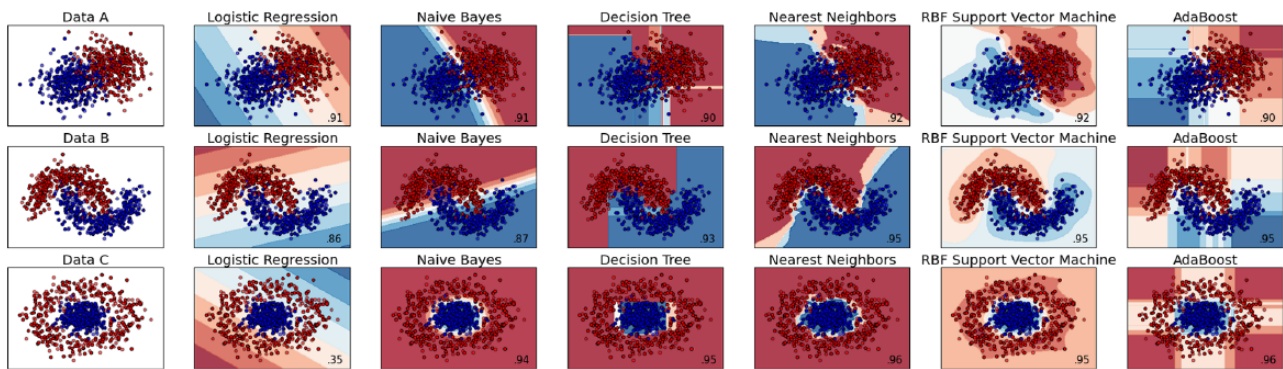 Data A Logistic Regression Naive Bayes Decision Tree Nearest Neighbors RBF Support Vector Machine AdaBoost
.91 .91 .90 .92 .92 .90
Data B Logistic Regression Naive Bayes Decision Tree Nearest Neighbors RBF Support Vector Machine AdaBoost
.86 .87 .93 .95 .95 .95
Data C Logistic Regression Naive Bayes Decision Tree Nearest Neighbors RBF Support Vector Machine AdaBoost
.35 .94 .95 .96 .95 .96